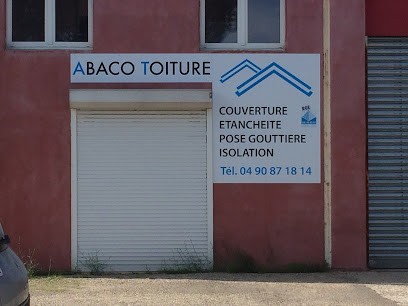 ABACO TOITURE
COUVERTURE
ETANCHEITE
POSE GOUTTIERE
ISOLATION
Tél. 04 90 87 18 14